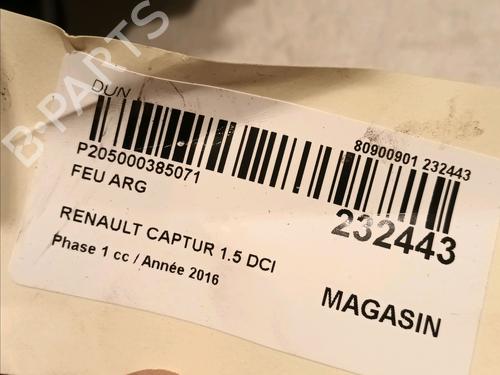 DUN
80900901 232443
P205000385071
FEU ARG
232443
RENAULT CAPTUR 1.5 DCI
Phase 1 cc / Année 2016
MAGASIN
B-PARTS